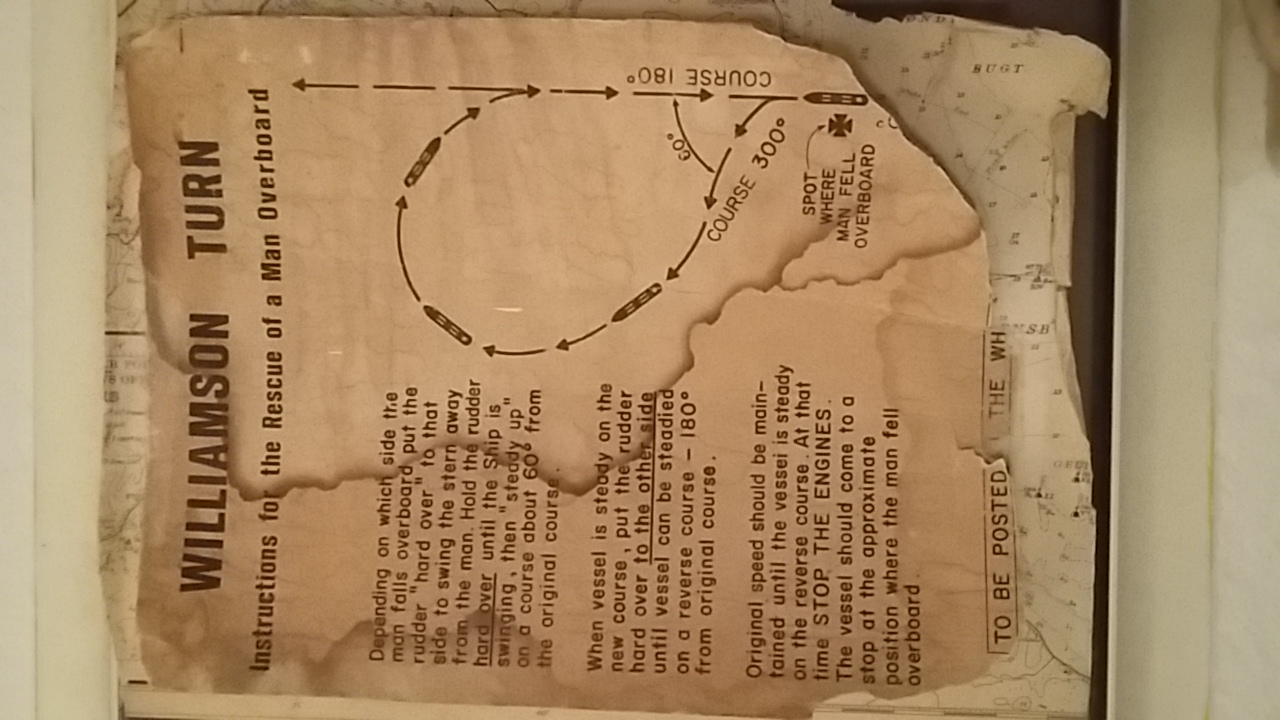 WILLIAMSON TURN
Instructions for the Rescue of a Man Overboard
Depending on which side the
man falls overboard put the
rudder "hard over" to that
side to swing the stern away
from the man. Hold the rudder
hard over until the Ship is
swinging, then "steady up"
on a course about 60° from
the original course.
When vessel is steady on the
new course, put the rudder
hard over to the other side
until vessel can be steadied
on a reverse course – 180°
from original course.
Original speed should be main–
tained until the vessel is steady
on the reverse course. At that
time STOP THE ENGINES.
The vessel should come to a
stop at the approximate
position where the man fell
overboard.
60°
COURSE 180°
COURSE 300°
SPOT
WHERE
MAN FELL
OVERBOARD
TO BE POSTED THE WH
BUGT